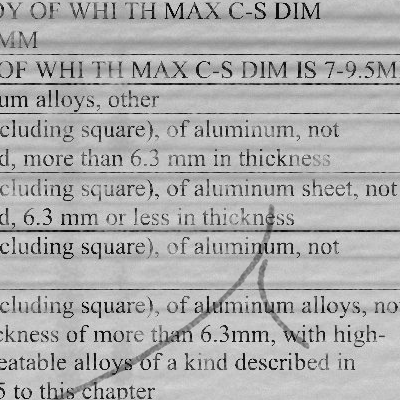 DY OF WHI TH MAX C-S DIM
MM
OF WHI TH MAX C-S DIM IS 7-9.5M
um alloys, other
cluding square), of aluminum, not
d, more than 6.3 mm in thickness
cluding square), of aluminum sheet, not
d, 6.3 mm or less in thickness
cluding square), of aluminum, not
cluding square), of aluminum alloys, no
ckness of more than 6.3mm, with high-
eatable alloys of a kind described in
5 to this chapter